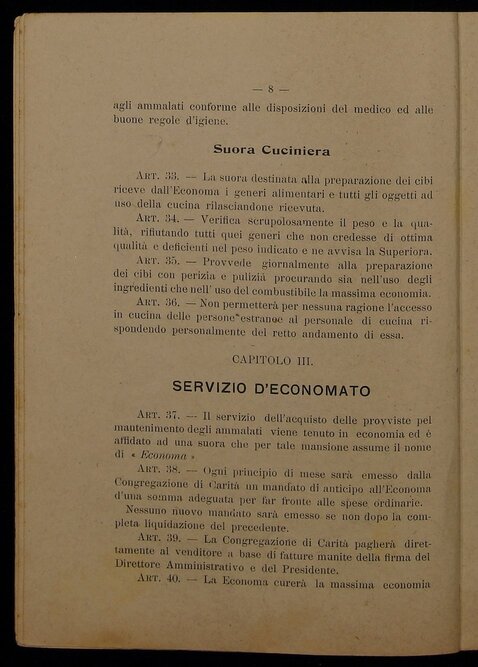 — 8 —
agli ammalati conforme alle disposizioni del medico ed alle
buone regole d'igiene.
Suora Cuciniera
ART. 33. — La suora destinata alla preparazione dei cibi
riceve dall'Economa i generi alimentari e tutti gli oggetti ad
uso della cucina rilasciandone ricevuta.
ART. 34. — Verifica scrupolosamente il peso e la qua-
lità, rifiutando tutti quei generi che non credesse di ottima
qualità e deficienti nel peso indicato e ne avvisa la Superiora.
ART. 35. — Provvede giornalmente alla preparazione
dei cibi con perizia e pulizia procurando sia nell'uso degli
ingredienti che nell' uso del combustibile la massima economia.
ART. 36. — Non permetterà per nessuna ragione l'accesso
in cucina delle persone estranee al personale di cucina ri-
spondendo personalmente del retto andamento di essa.
CAPITOLO III.
SERVIZIO D'ECONOMATO
ART. 37. — Il servizio dell'acquisto delle provviste pel
mantenimento degli ammalati viene tenuto in economia ed è
affidato ad una suora che per tale mansione assume il nome
di « Economa »
ART. 38. — Ogni principio di mese sarà emesso dalla
Congregazione di Carità un mandato di anticipo all'Economa
d'una somma adeguata per far fronte alle spese ordinarie.
Nessuno nuovo mandato sarà emesso se non dopo la com-
pleta liquidazione del precedente.
ART. 39. — La Congregazione di Carità pagherà diret-
tamente al venditore a base di fatture munite della firma del
Direttore Amministrativo e del Presidente.
ART. 40. — La Economa curerà la massima economia